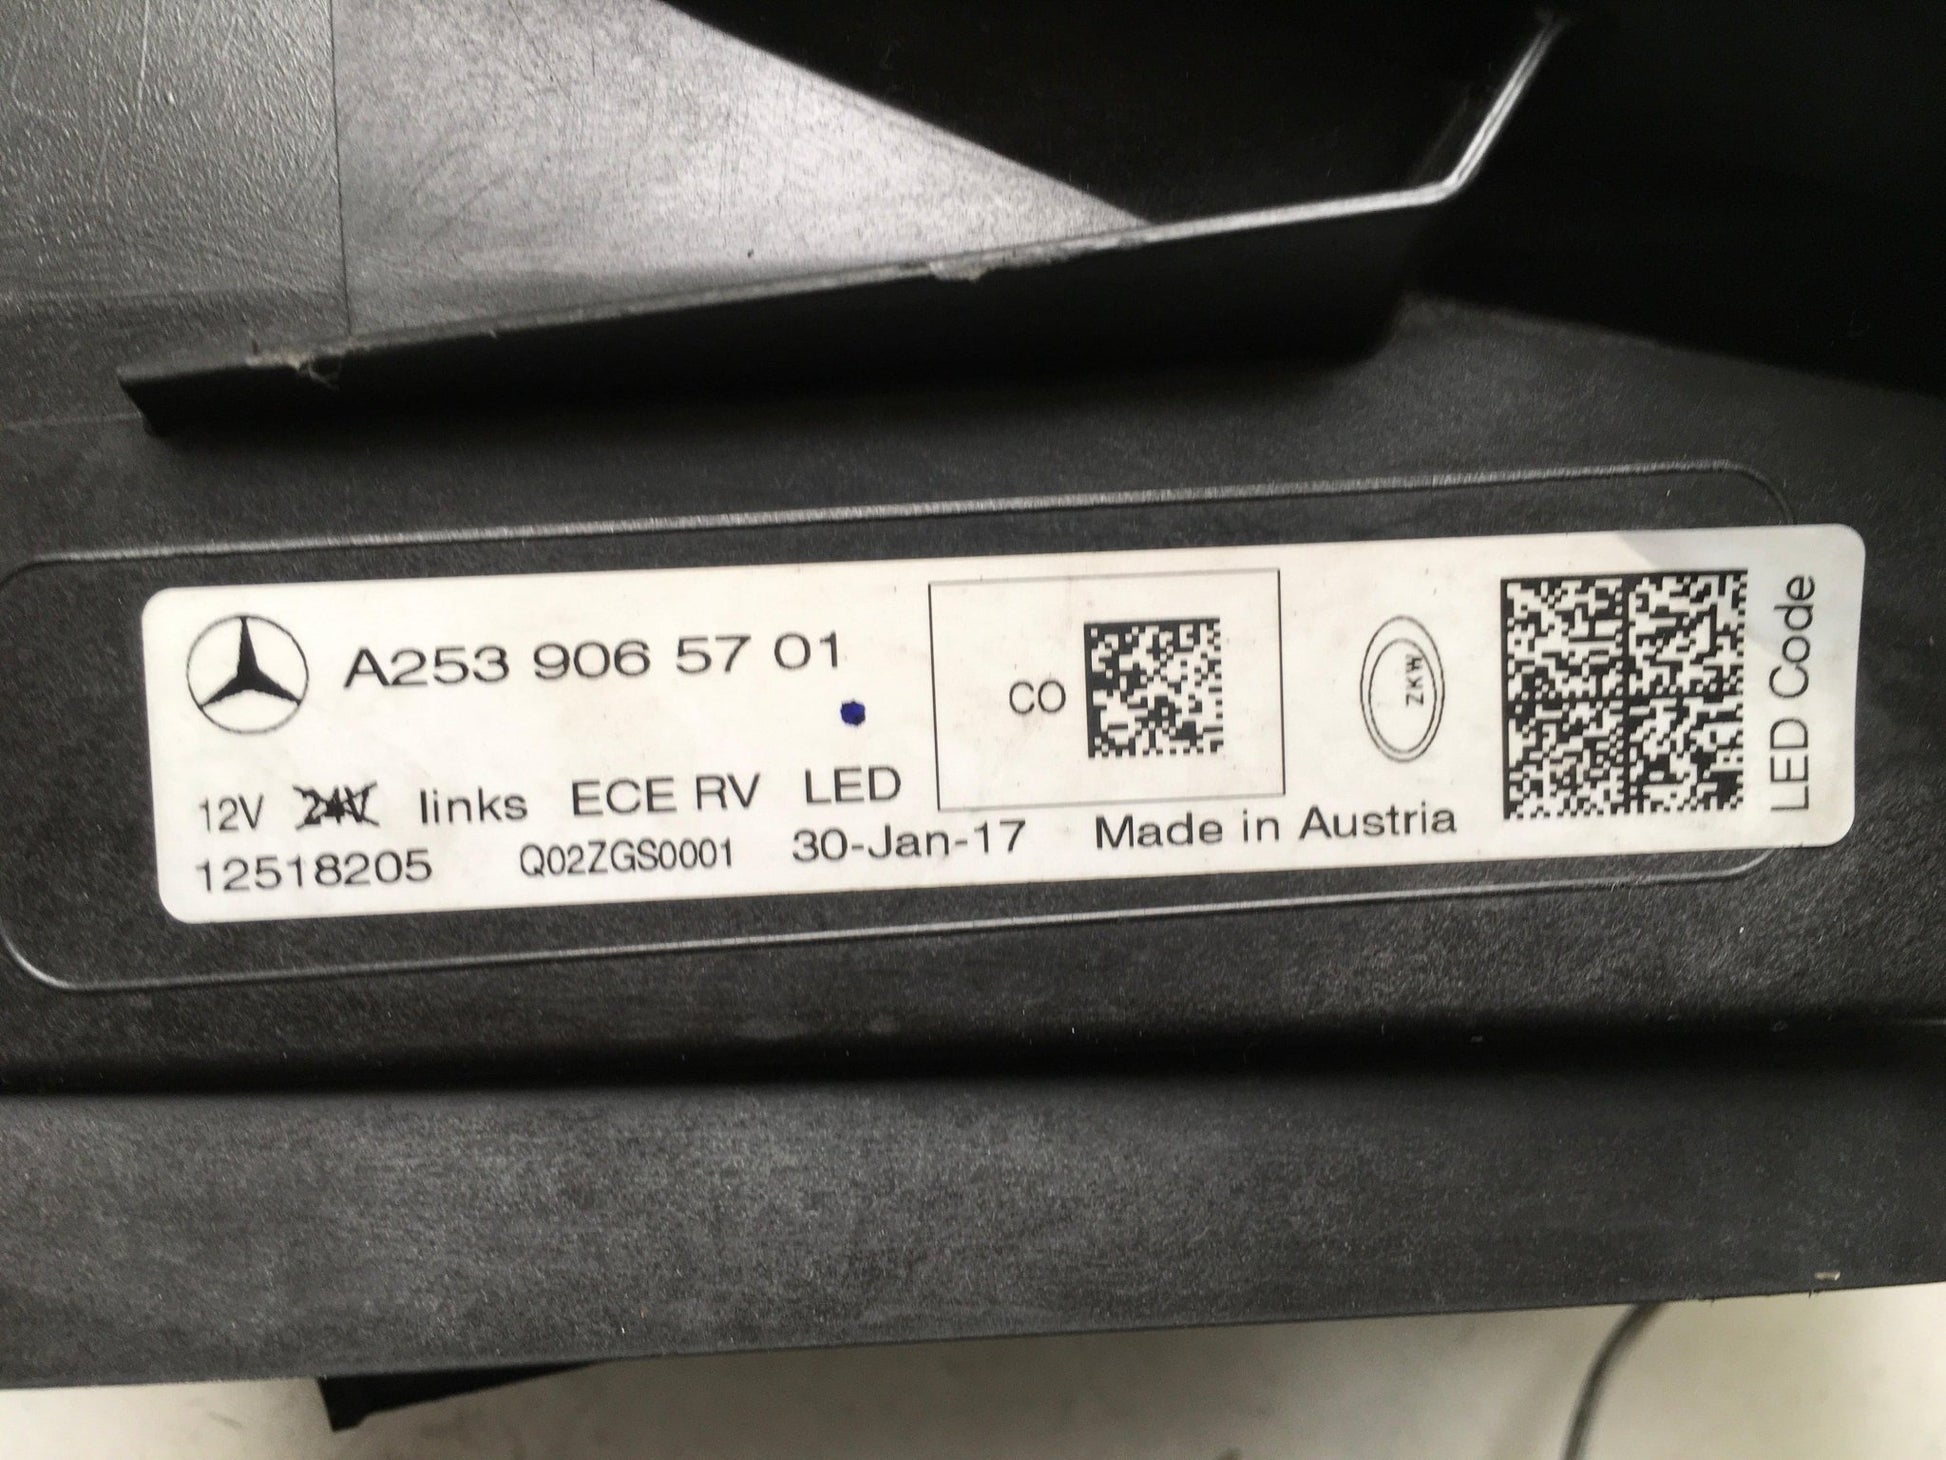 A253 906 57 01
CO
ZKW
LED Code
12V 24V links ECE RV LED
12518205 Q02ZGS0001 30-Jan-17 Made in Austria